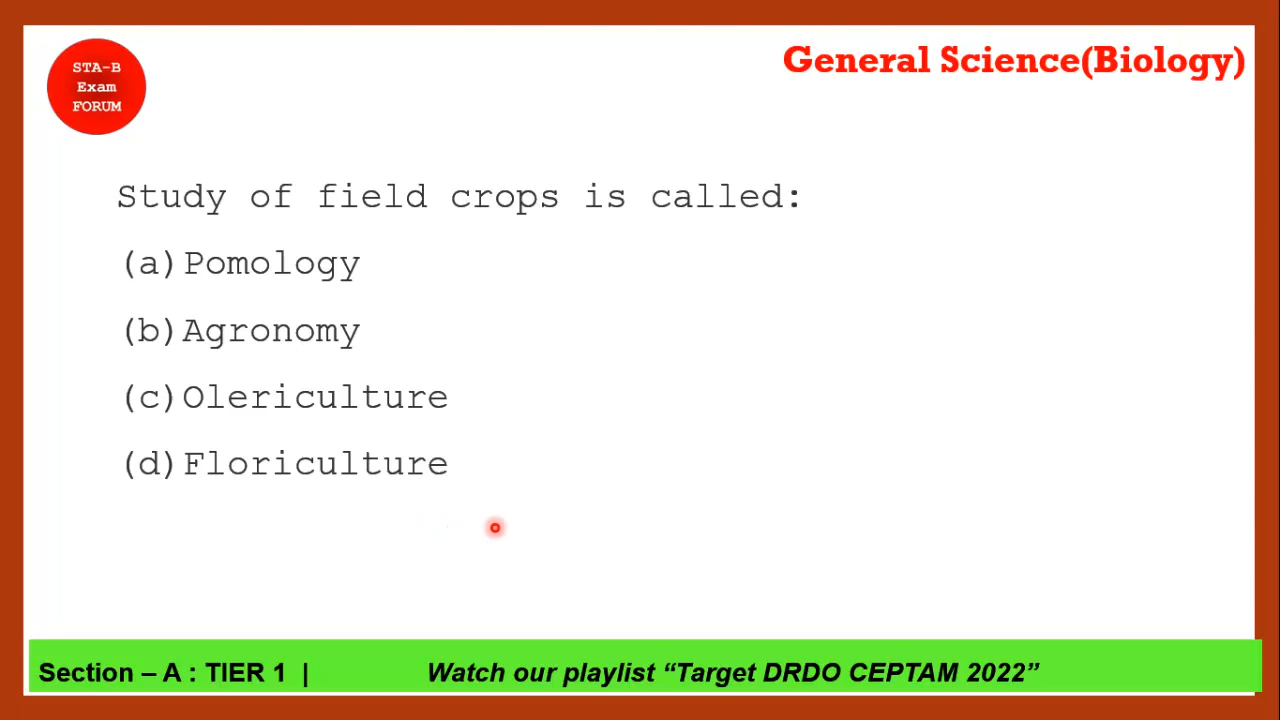 STA-B
Exam
FORUM
General Science(Biology)
Study of field crops is called:
(a)Pomology
(b)Agronomy
(c)Olericulture
(d)Floriculture
Section – A : TIER 1 | Watch our playlist “Target DRDO CEPTAM 2022”